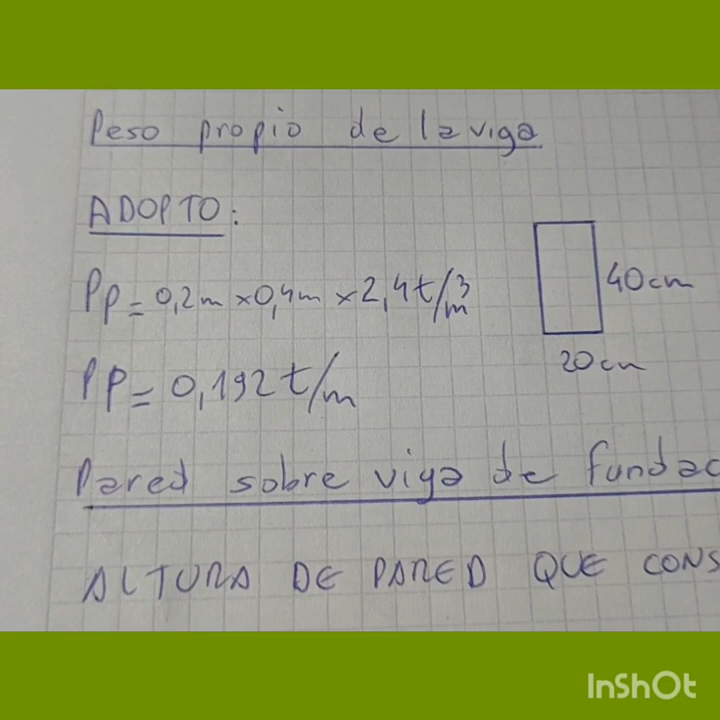 Peso propio de la viga
ADOPTO:
Pp = 0,2m x 0,4m x 2,4t/m³
40cm
20cm
Pp = 0,192 t/m
Pared sobre viga de fundac
ALTURA DE PARED QUE CONS
InShOt